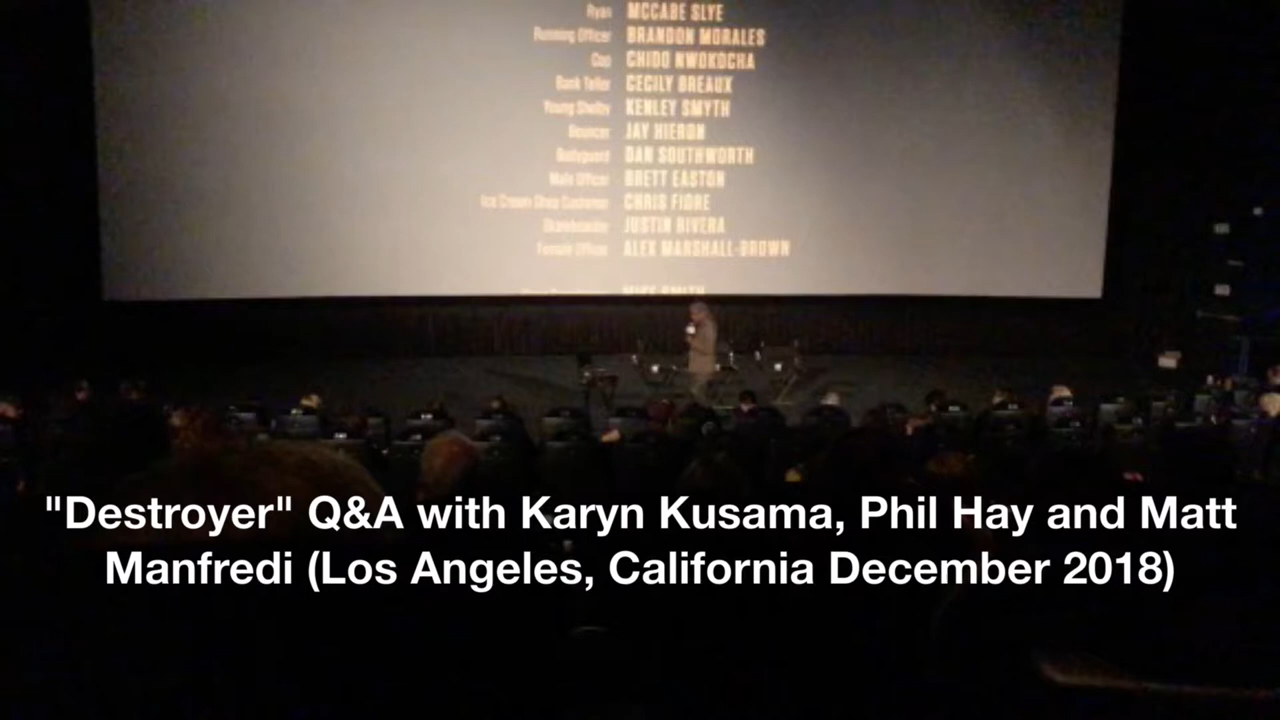 Ryan MCCABE SLYE
Running Officer BRANDON MORALES
Cop CHIDO NWOKOCHA
Bank Teller CECILY BREAUX
Young Shelby KENLEY SMYTH
Bouncer JAY HIERON
Bodyguard DAN SOUTHWORTH
Male Officer BRETT EASTON
Ice Cream Shop Customer CHRIS FIORE
Skateboarder JUSTIN RIVERA
Female Officer ALEX MARSHALL-BROWN
MIKE SMITH
"Destroyer" Q&A with Karyn Kusama, Phil Hay and Matt
Manfredi (Los Angeles, California December 2018)